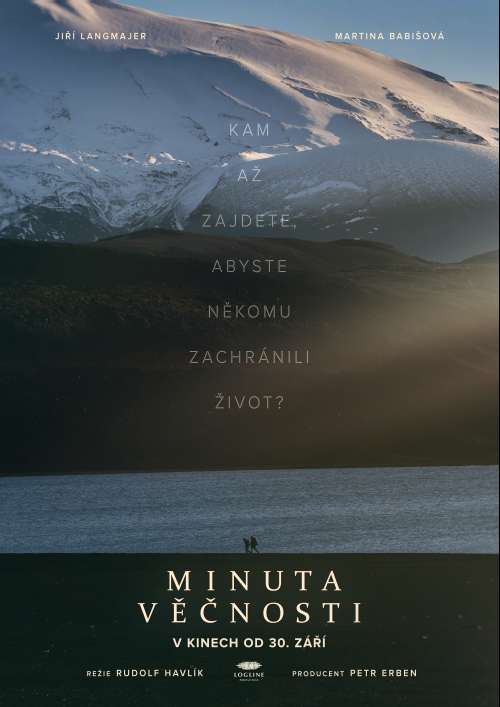 JIŘÍ LANGMAJER
MARTINA BABIŠOVÁ
KAM
AŽ
ZAJDETE,
ABYSTE
NĚKOMU
ZACHRÁNILI
ŽIVOT?
MINUTA
VĚČNOSTI
V KINECH OD 30. ZÁŘÍ
REŽIE RUDOLF HAVLÍK
LOGLINE
PRODUCENT PETR ERBEN